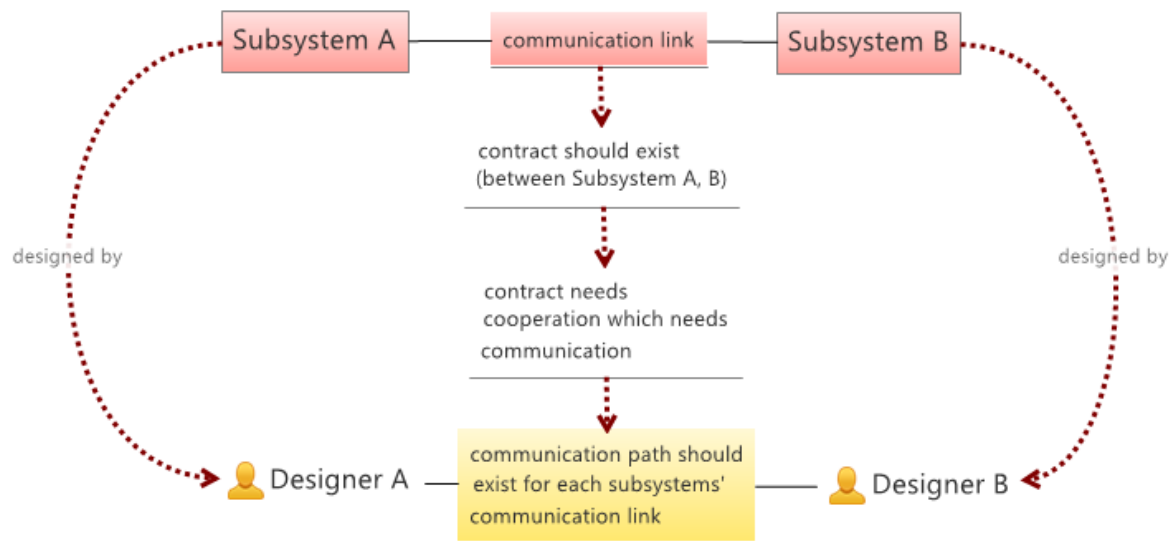 Subsystem A
communication link
Subsystem B
contract should exist
(between Subsystem A, B)
designed by
designed by
contract needs
cooperation which needs
communication
Designer A
communication path should
exist for each subsystems'
communication link
Designer B